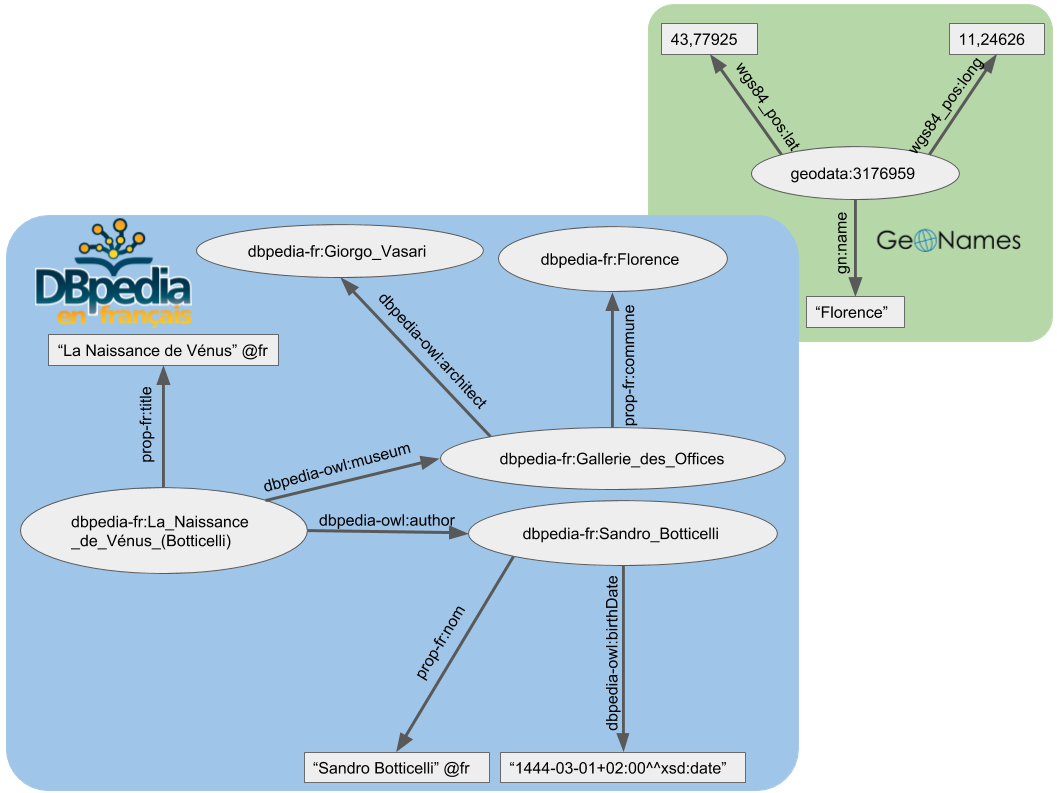 43,77925
11,24626
wgs84_pos:lat
wgs84_pos:long
geodata:3176959
gn:name
GeoNames
“Florence”
DBpedia
en français
dbpedia-fr:Giorgo_Vasari
dbpedia-fr:Florence
“La Naissance de Vénus” @fr
dbpedia-owl:architect
prop-fr:commune
prop-fr:title
dbpedia-owl:museum
dbpedia-fr:Gallerie_des_Offices
dbpedia-fr:La_Naissance
_de_Vénus_(Botticelli)
dbpedia-owl:author
dbpedia-fr:Sandro_Botticelli
prop-fr:nom
dbpedia-owl:birthDate
“Sandro Botticelli” @fr
“1444-03-01+02:00^^xsd:date”